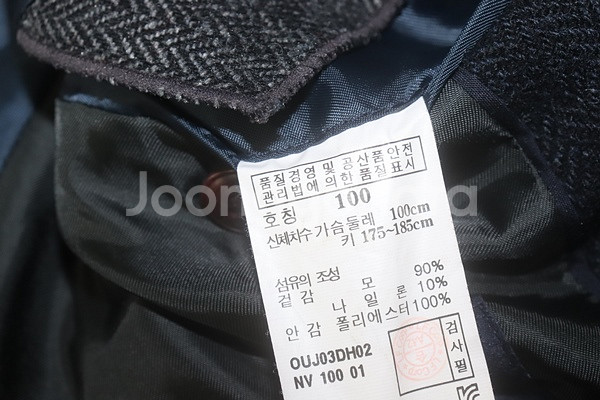 품질경영 및 공산품안전
관리법에 의한 품질표시
호칭 100
신체치수 가슴둘레 100cm
키 175~185cm
섬유의 조성
겉감 모 90%
나일론 10%
안감 폴리에스터 100%
OUJ03DH02
NV 100 01
검사필